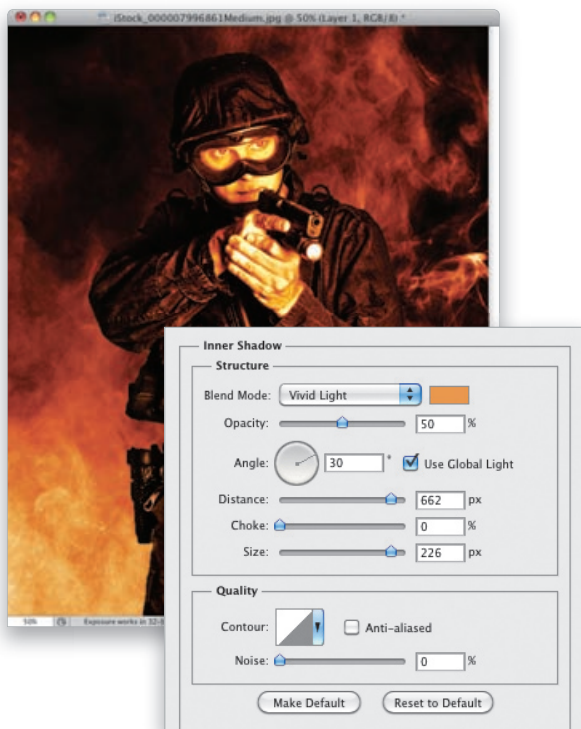 iStock_000007996861Medium.jpg @ 50% (Layer 1, RGB/8) *
Inner Shadow
Structure
Blend Mode: Vivid Light
Opacity: 50 %
Angle: 30 ° Use Global Light
Distance: 662 px
Choke: 0 %
Size: 226 px
Quality
Contour: Anti-aliased
Noise: 0 %
Make Default Reset to Default
50% Exposure works in 32-b